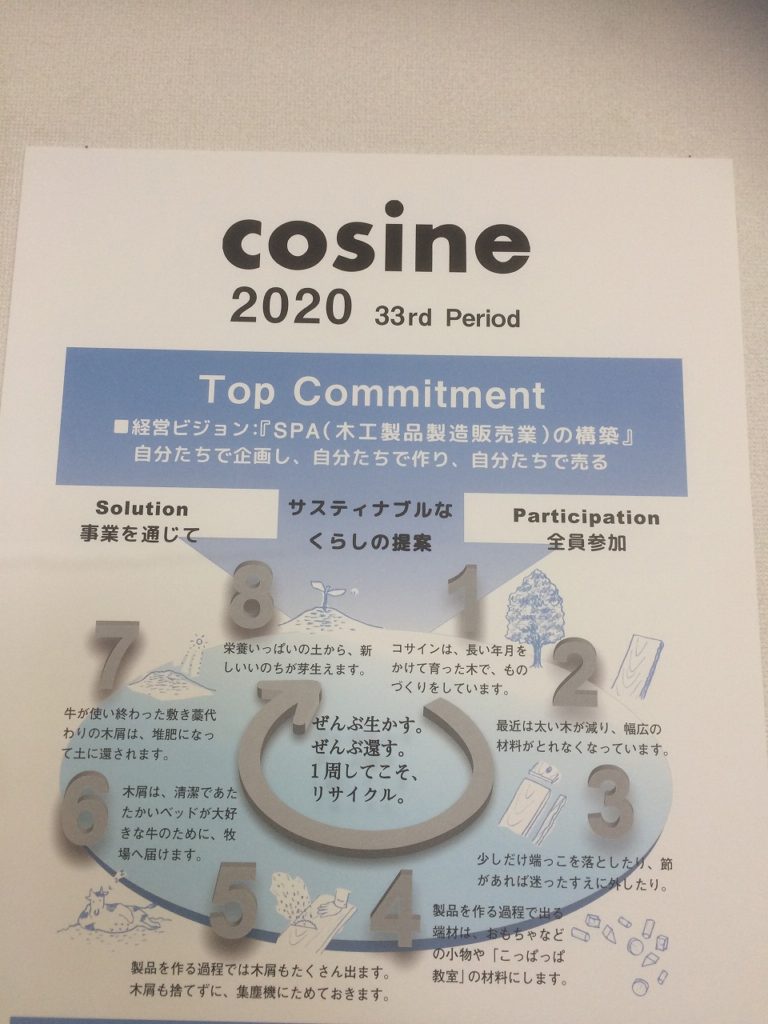 cosine
2020 33rd Period
Top Commitment
■経営ビジョン:『SPA(木工製品製造販売業)の構築』
自分たちで企画し、自分たちで作り、自分たちで売る
Solution
事業を通じて
サスティナブルな
くらしの提案
Participation
全員参加
1
コサインは、長い年月を
かけて育った木で、もの
づくりをしています。
2
最近は太い木が減り、幅広の
材料がとれなくなっています。
3
少しだけ端っこを落としたり、節
があれば迷ったすえに外したり。
4
製品を作る過程で出る
端材は、おもちゃなど
の小物や「こっぱっぱ
教室」の材料にします。
5
製品を作る過程では木屑もたくさん出ます。
木屑も捨てずに、集塵機にためておきます。
6
木屑は、清潔であた
たかいベッドが大好
きな牛のために、牧
場へ届けます。
7
牛が使い終わった敷き藁代
わりの木屑は、堆肥になっ
て土に還されます。
8
栄養いっぱいの土から、新
しいいのちが芽生えます。
ぜんぶ生かす。
ぜんぶ還す。
1周してこそ、
リサイクル。